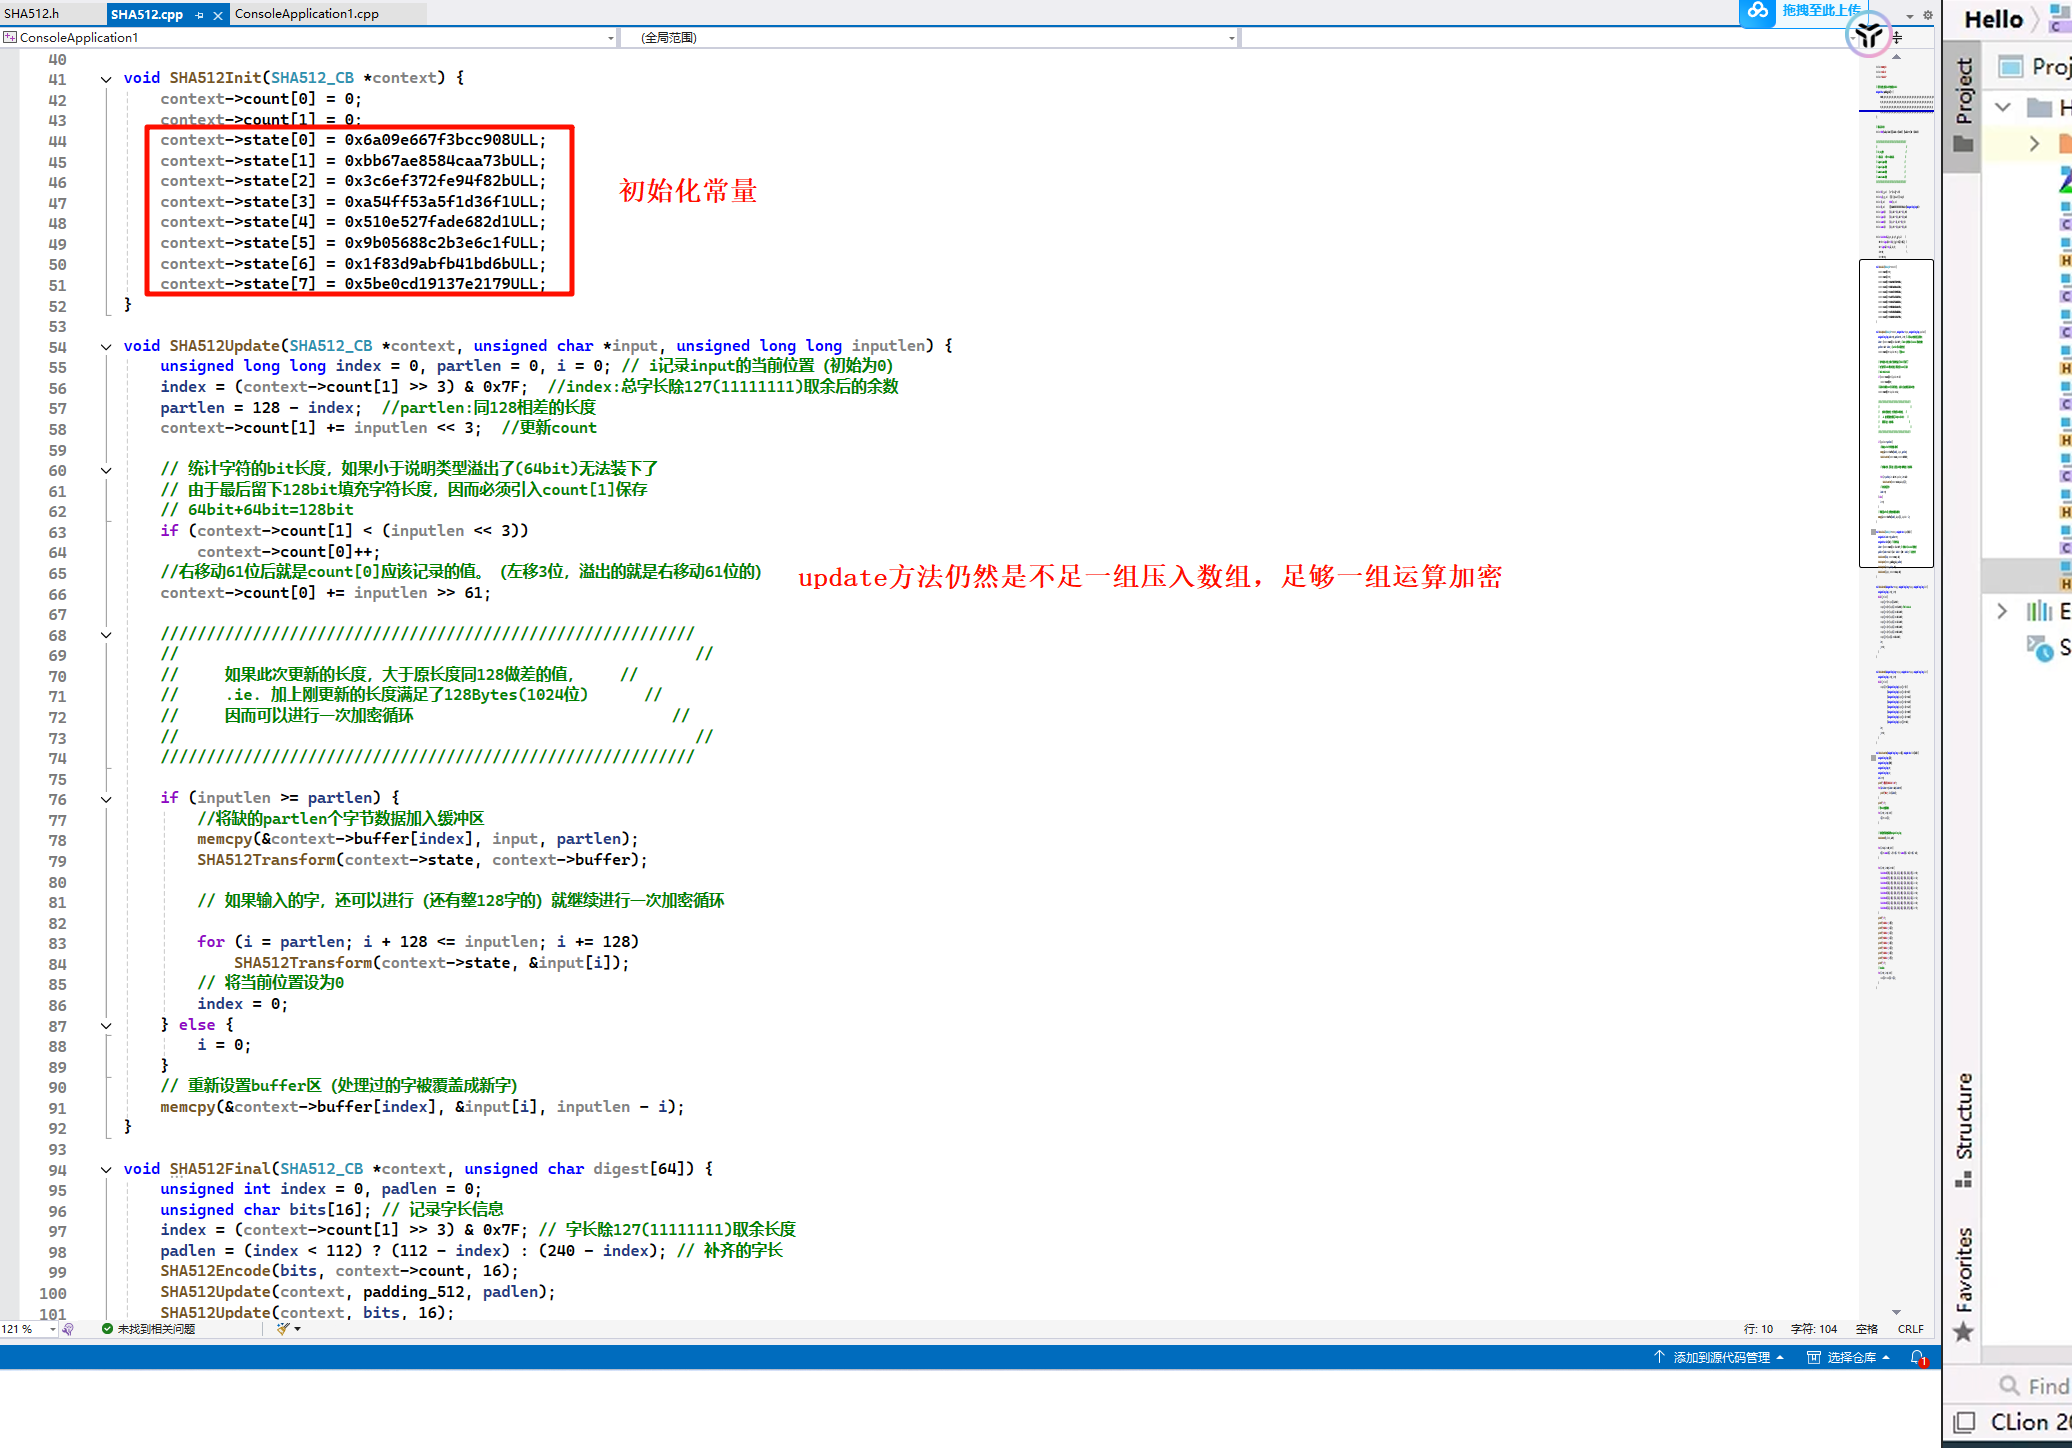 SHA512.h
SHA512.cpp
ConsoleApplication1.cpp
拖拽至此上传
ConsoleApplication1
(全局范围)
40
41 void SHA512Init(SHA512_CB *context) {
42 context->count[0] = 0;
43 context->count[1] = 0;
44 context->state[0] = 0x6a09e667f3bcc908ULL;
45 context->state[1] = 0xbb67ae8584caa73bULL;
46 context->state[2] = 0x3c6ef372fe94f82bULL;
47 context->state[3] = 0xa54ff53a5f1d36f1ULL;
48 context->state[4] = 0x510e527fade682d1ULL;
49 context->state[5] = 0x9b05688c2b3e6c1fULL;
50 context->state[6] = 0x1f83d9abfb41bd6bULL;
51 context->state[7] = 0x5be0cd19137e2179ULL;
初始化常量
52 }
53
54 void SHA512Update(SHA512_CB *context, unsigned char *input, unsigned long long inputlen) {
55 unsigned long long index = 0, partlen = 0, i = 0; // i记录input的当前位置（初始为0）
56 index = (context->count[1] >> 3) & 0x7F; //index:总字长除127(11111111)取余后的余数
57 partlen = 128 - index; //partlen:同128相差的长度
58 context->count[1] += inputlen << 3; //更新count
59
60 // 统计字符的bit长度，如果小于说明类型溢出了(64bit)无法装下了
61 // 由于最后留下128bit填充字符长度，因而必须引入count[1]保存
62 // 64bit+64bit=128bit
63 if (context->count[1] < (inputlen << 3))
64 context->count[0]++;
65 //右移动61位后就是count[0]应该记录的值。（左移3位，溢出的就是右移动61位的）
update方法仍然是不足一组压入数组，足够一组运算加密
66 context->count[0] += inputlen >> 61;
67
68 //////////////////////////////////////////////////////////
69 // //
70 // 如果此次更新的长度，大于原长度同128做差的值， //
71 // .ie. 加上刚更新的长度满足了128Bytes(1024位) //
72 // 因而可以进行一次加密循环 //
73 // //
74 //////////////////////////////////////////////////////////
75
76 if (inputlen >= partlen) {
77 //将缺的partlen个字节数据加入缓冲区
78 memcpy(&context->buffer[index], input, partlen);
79 SHA512Transform(context->state, context->buffer);
80
81 // 如果输入的字，还可以进行（还有整128字的）就继续进行一次加密循环
82
83 for (i = partlen; i + 128 <= inputlen; i += 128)
84 SHA512Transform(context->state, &input[i]);
85 // 将当前位置设为0
86 index = 0;
87 } else {
88 i = 0;
89 }
90 // 重新设置buffer区（处理过的字被覆盖成新字）
91 memcpy(&context->buffer[index], &input[i], inputlen - i);
92 }
93
94 void SHA512Final(SHA512_CB *context, unsigned char digest[64]) {
95 unsigned int index = 0, padlen = 0;
96 unsigned char bits[16]; // 记录字长信息
97 index = (context->count[1] >> 3) & 0x7F; // 字长除127(11111111)取余长度
98 padlen = (index < 112) ? (112 - index) : (240 - index); // 补齐的字长
99 SHA512Encode(bits, context->count, 16);
100 SHA512Update(context, padding_512, padlen);
101 SHA512Update(context, bits, 16);
121 %
未找到相关问题
行: 10 字符: 104 空格 CRLF
添加到源代码管理 选择仓库 1
Hello
Project
Proj
H
E
S
Structure
Favorites
Find
CLion 20